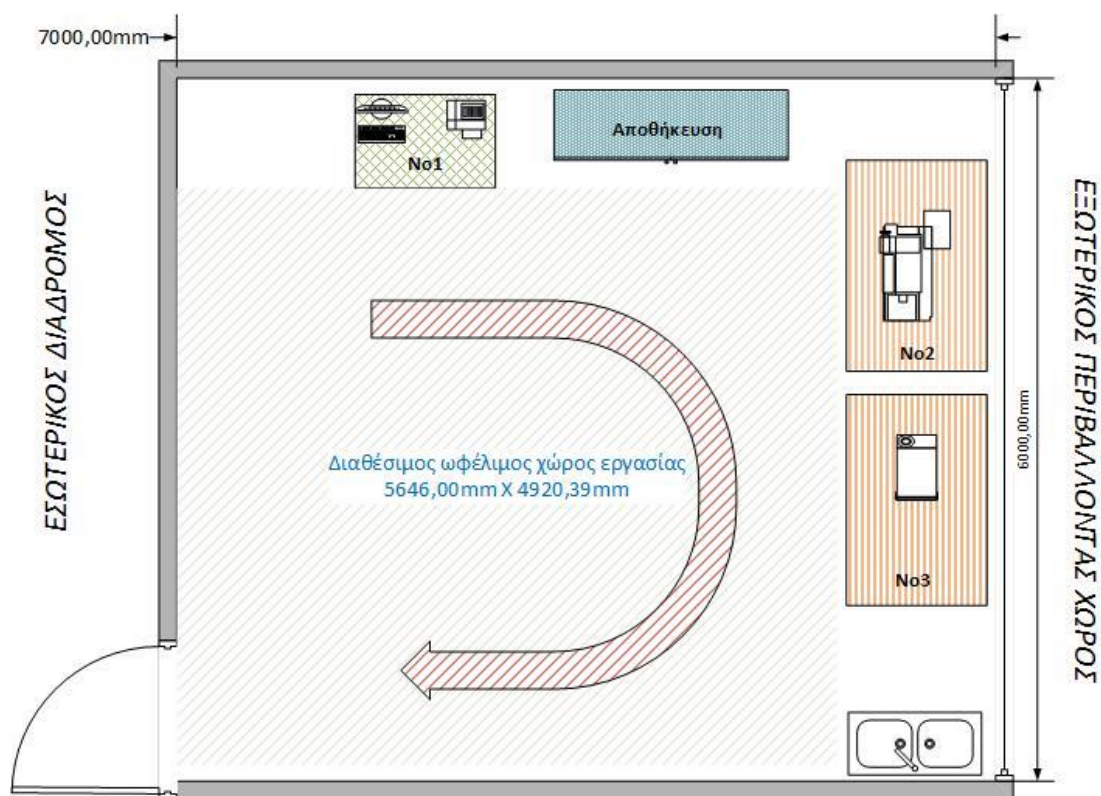 7000,00mm
Νο1
Αποθήκευση
ΕΣΩΤΕΡΙΚΟΣ ΔΙΑΔΡΟΜΟΣ
Νο2
ΕΞΩΤΕΡΙΚΟΣ ΠΕΡΙΒΑΛΛΟΝΤΑΣ ΧΩΡΟΣ
6000,00mm
Διαθέσιμος ωφέλιμος χώρος εργασίας
5646,00mm X 4920,39mm
Νο3